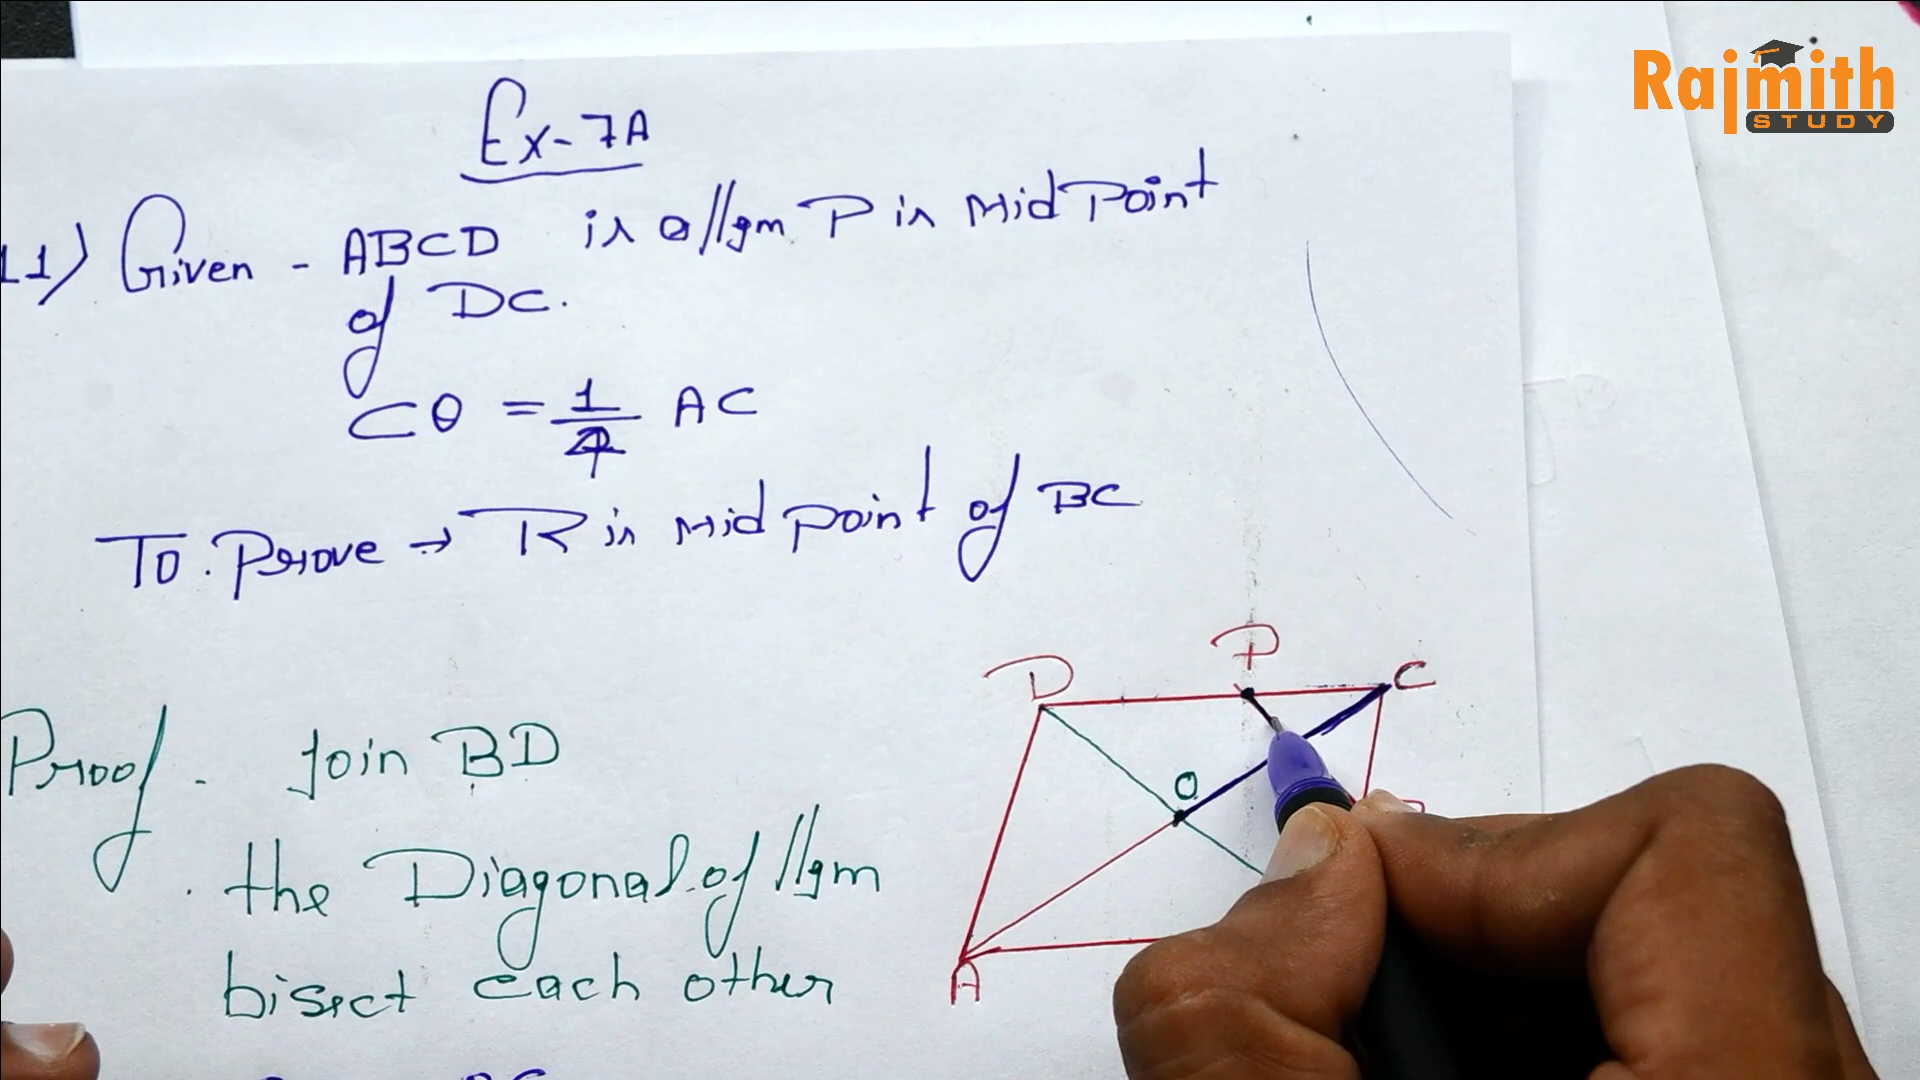 Rajmith
STUDY
Ex-7A
11) Given - ABCD is a //gm P is Mid Point
of DC.
CQ = 1/4 AC
To. Prove → R is Mid point of BC
Proof - Join BD
the Diagonal of //gm
bisect each other
D P C
O
A